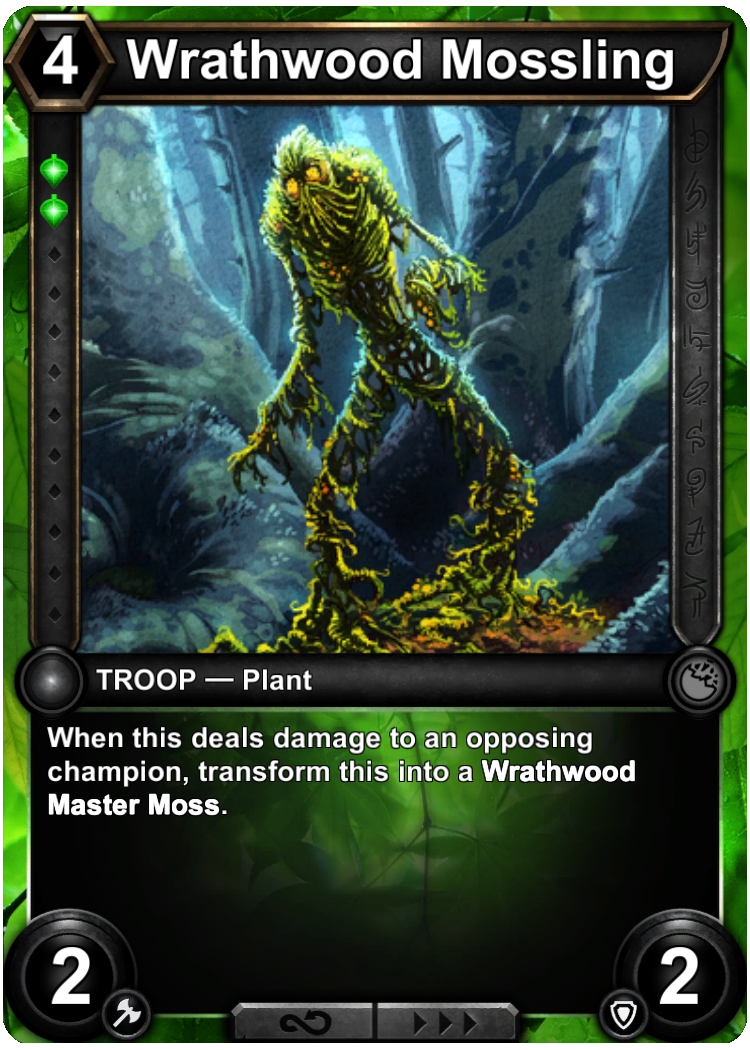 4 Wrathwood Mossling
TROOP — Plant
When this deals damage to an opposing
champion, transform this into a Wrathwood
Master Moss.
2 2